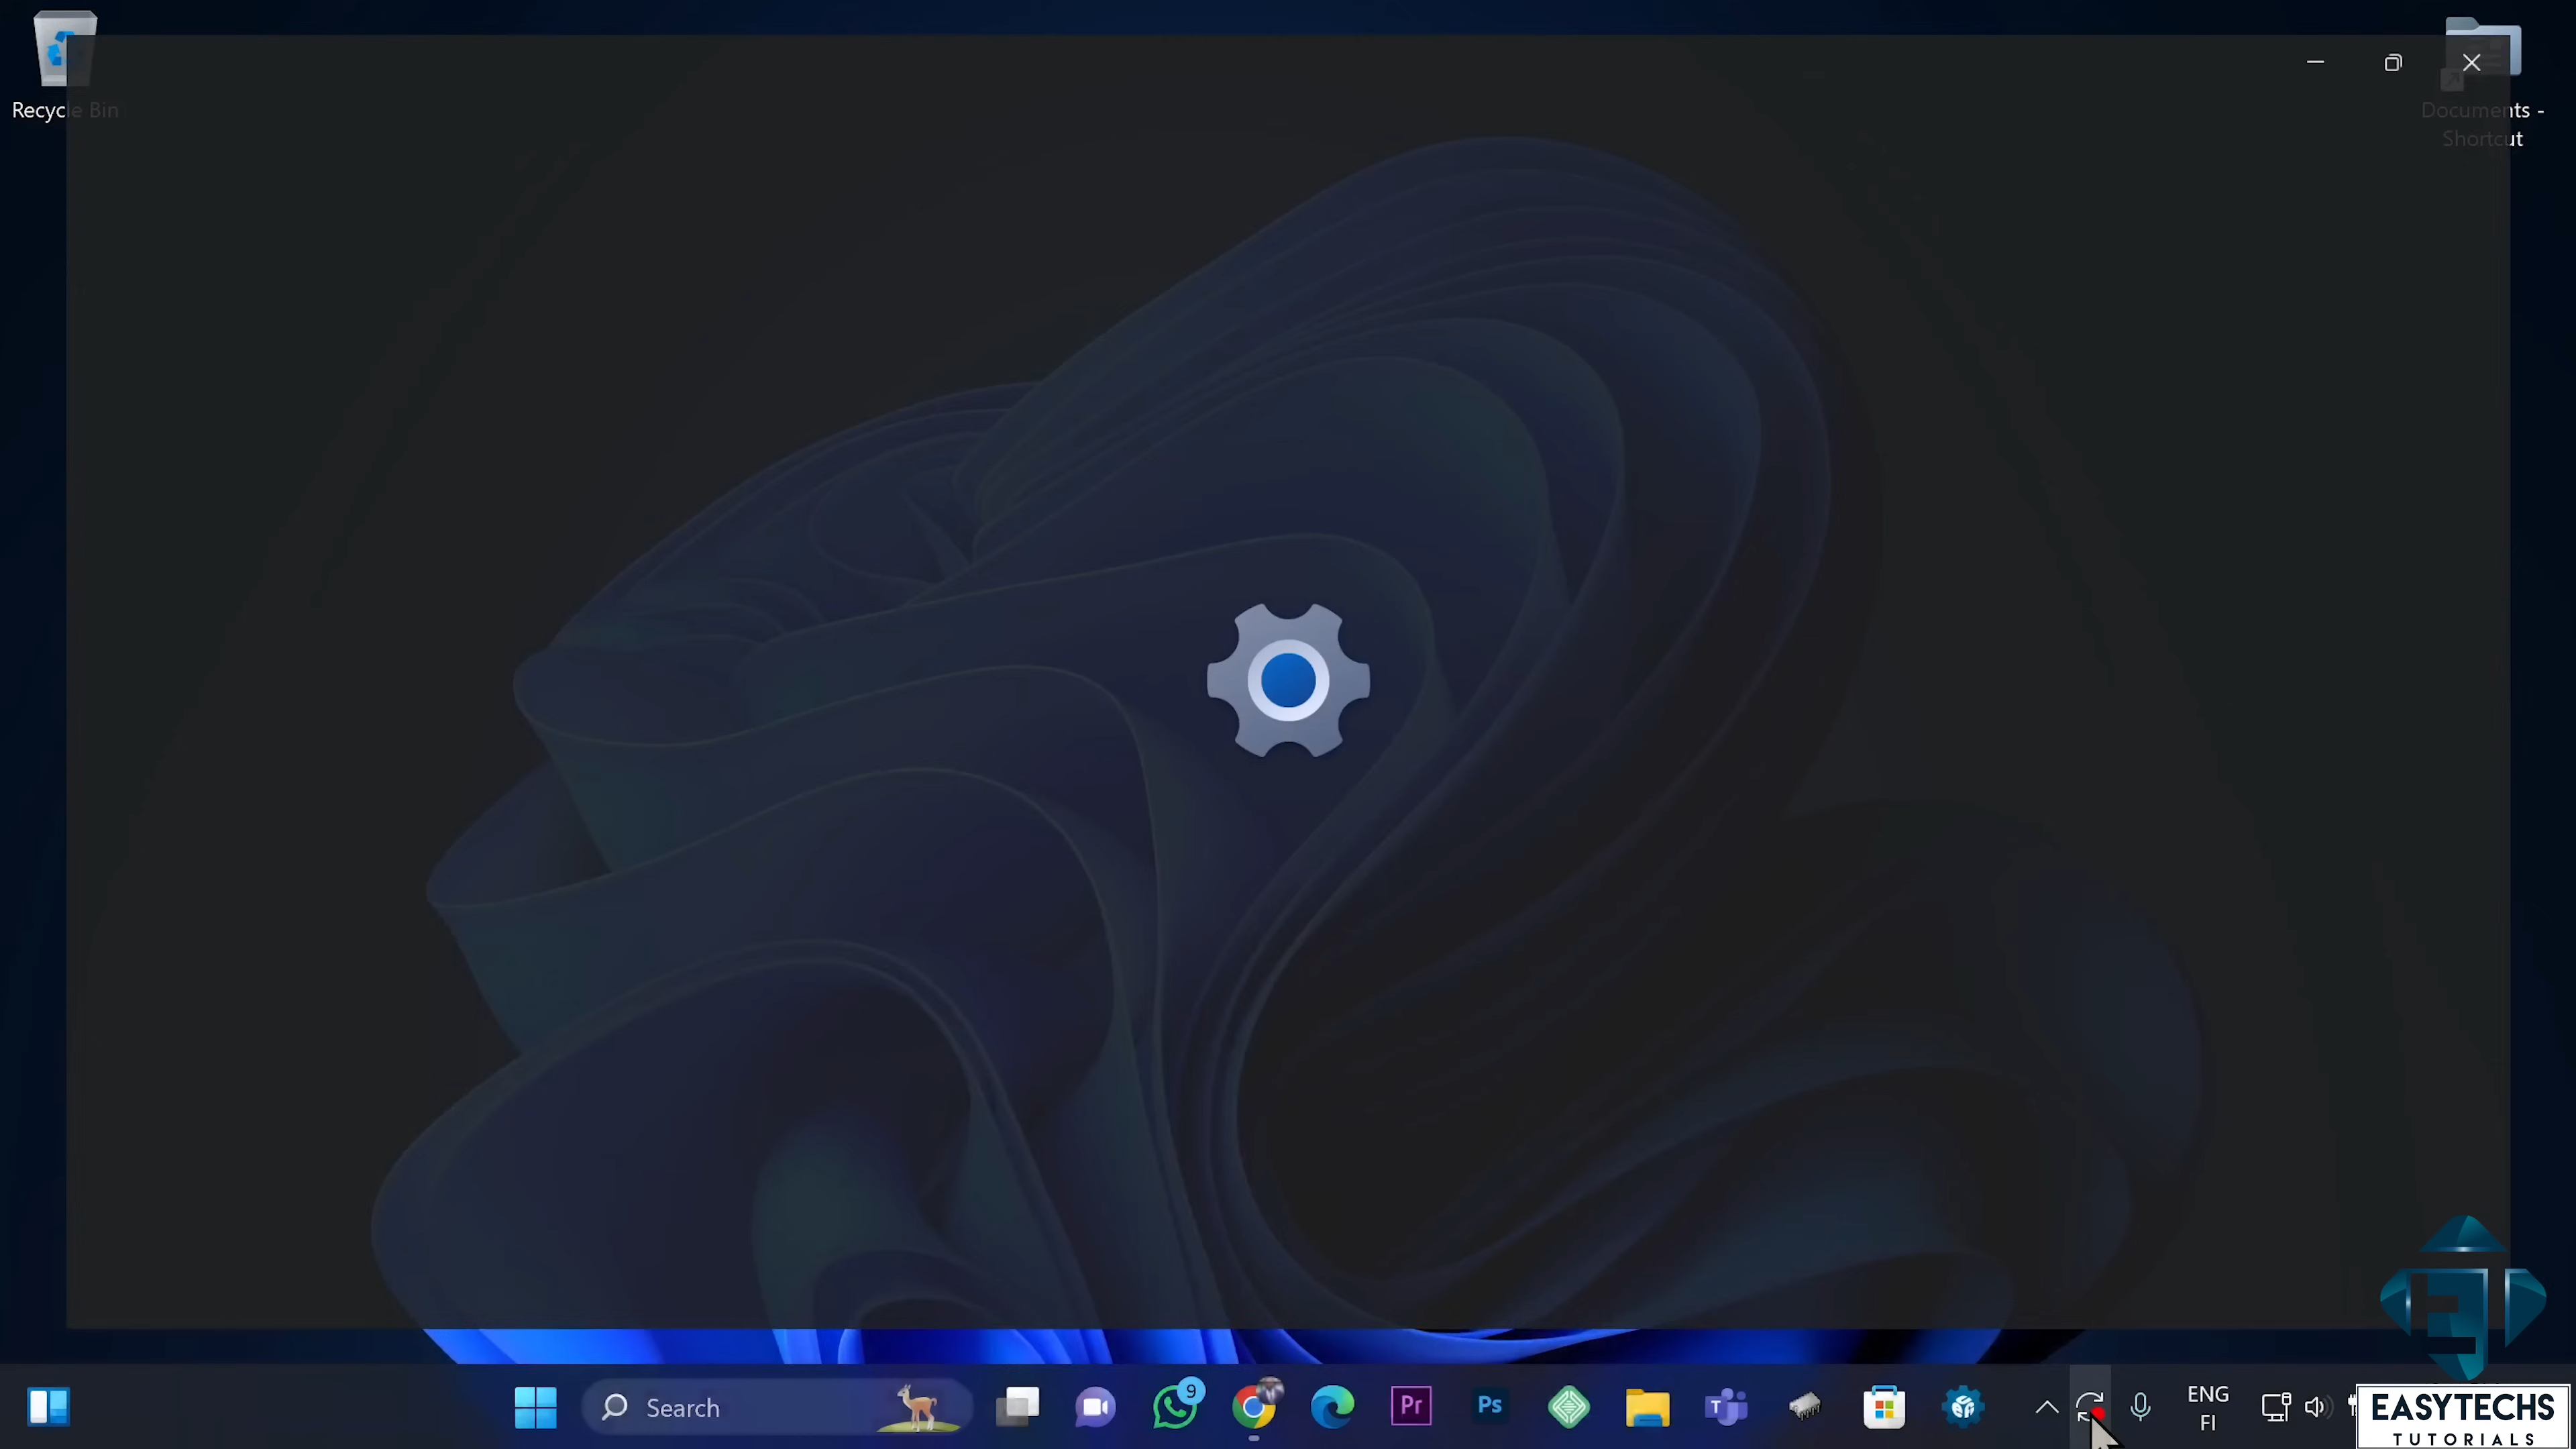 Recycle Bin
Documents -
Shortcut
Search
9
Pr
Ps
T
ENG
FI
EASYTECHS
TUTORIALS